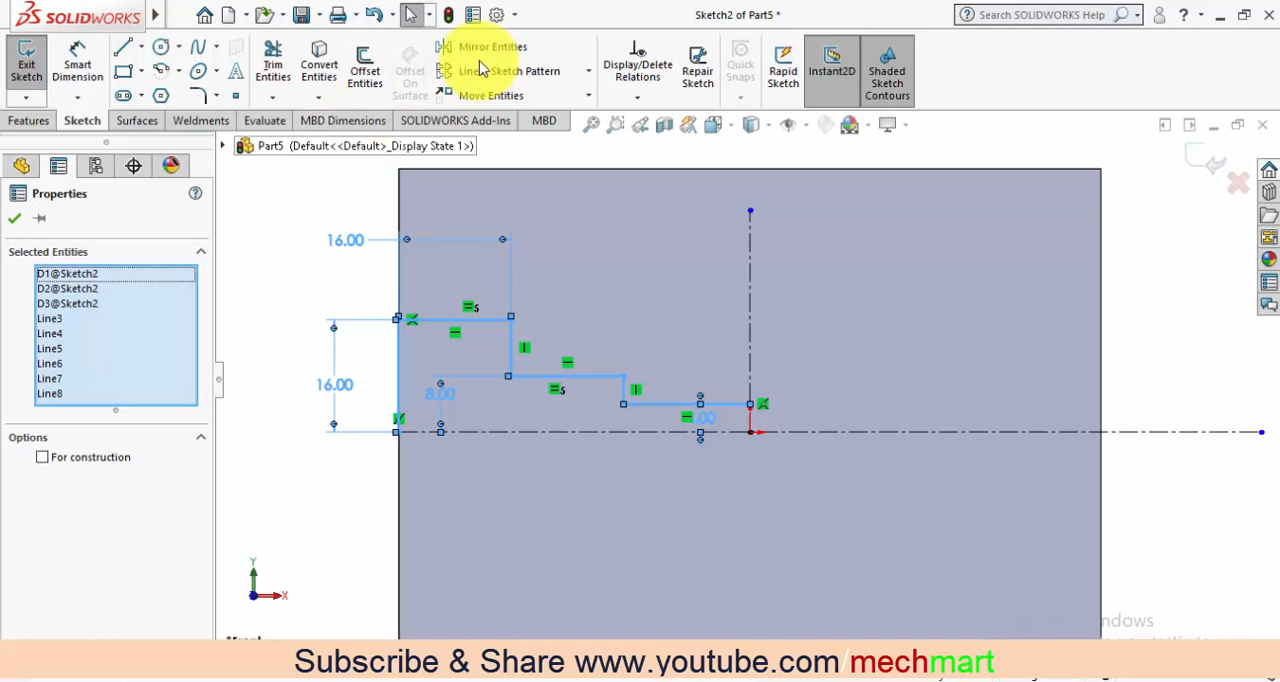 SOLIDWORKS
Sketch2 of Part5 *
Search SOLIDWORKS Help
Exit Sketch
Smart Dimension
Trim Entities
Convert Entities
Offset Entities
Offset On Surface
Mirror Entities
Sketch Pattern
Move Entities
Display/Delete Relations
Repair Sketch
Quick Snaps
Rapid Sketch
Instant2D
Shaded Sketch Contours
Features
Sketch
Surfaces
Weldments
Evaluate
MBD Dimensions
SOLIDWORKS Add-Ins
MBD
Part5 (Default<<Default>_Display State 1>)
Properties
Selected Entities
D1@Sketch2
D2@Sketch2
D3@Sketch2
Line3
Line4
Line5
Line6
Line7
Line8
Options
For construction
16.00
16.00
8.00
.00
Y
X
Subscribe & Share www.youtube.com/mechmart